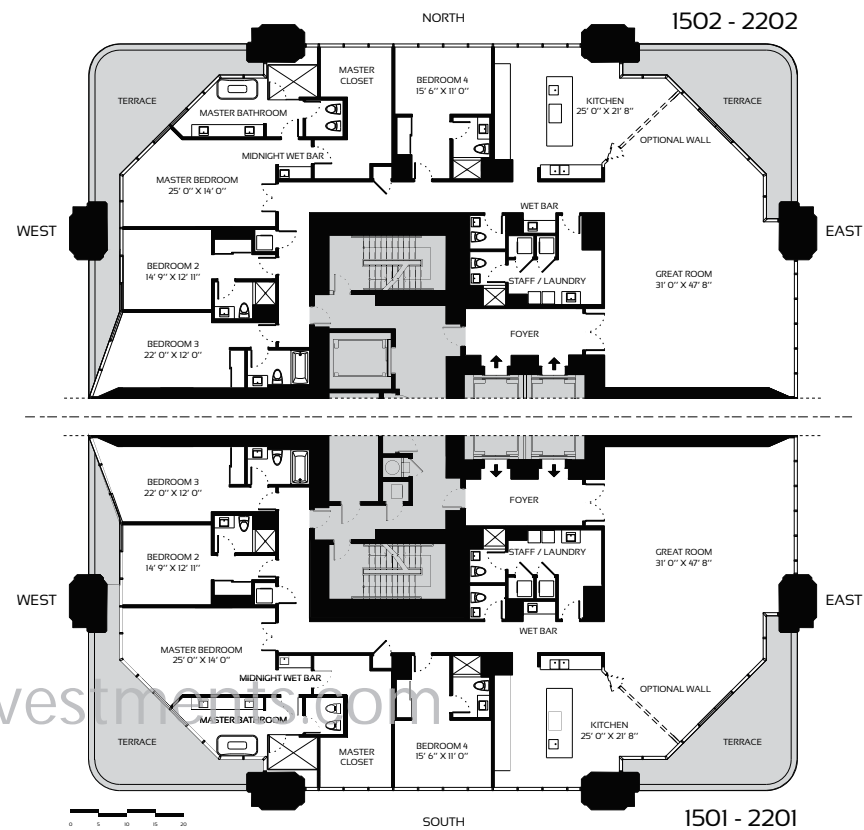 NORTH
1502 - 2202
MASTER
CLOSET
BEDROOM 4
15' 6" X 11' 0"
KITCHEN
25' 0" X 21' 8"
TERRACE
TERRACE
MASTER BATHROOM
OPTIONAL WALL
MIDNIGHT WET BAR
MASTER BEDROOM
25' 0" X 14' 0"
WET BAR
WEST
EAST
BEDROOM 2
14' 9" X 12' 11"
STAFF / LAUNDRY
GREAT ROOM
31' 0" X 47' 8"
FOYER
BEDROOM 3
22' 0" X 12' 0"
BEDROOM 3
22' 0" X 12' 0"
FOYER
STAFF / LAUNDRY
GREAT ROOM
31' 0" X 47' 8"
BEDROOM 2
14' 9" X 12' 11"
WEST
EAST
WET BAR
MASTER BEDROOM
25' 0" X 14' 0"
MIDNIGHT WET BAR
OPTIONAL WALL
vestments.com
MASTER BATHROOM
KITCHEN
25' 0" X 21' 8"
TERRACE
TERRACE
MASTER
CLOSET
BEDROOM 4
15' 6" X 11' 0"
0 5 10 15 20
SOUTH
1501 - 2201